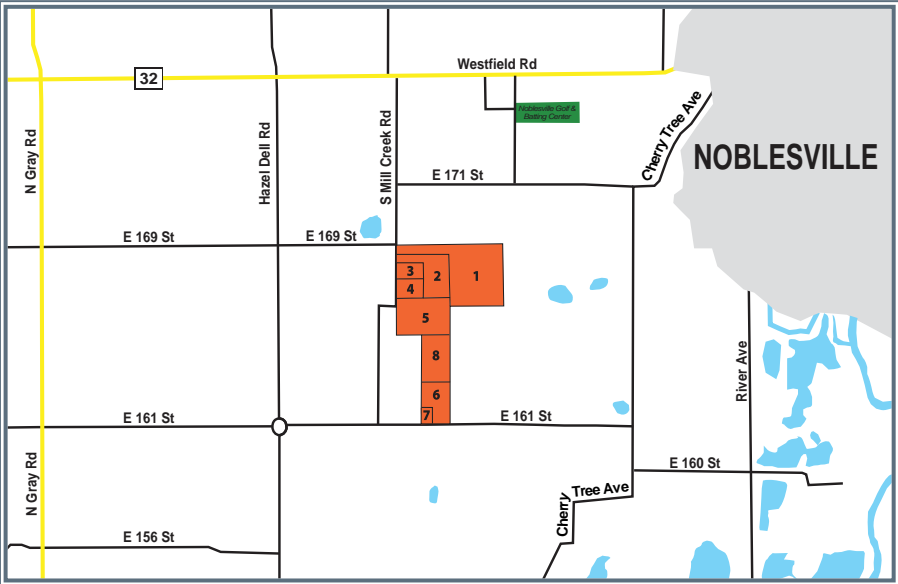 Westfield Rd
32
Noblesville Golf &
Batting Center
N Gray Rd
Hazel Dell Rd
S Mill Creek Rd
Cherry Tree Ave
NOBLESVILLE
E 171 St
E 169 St
E 169 St
3
2
1
4
5
8
6
7
River Ave
E 161 St
E 161 St
E 160 St
N Gray Rd
Cherry
Tree Ave
E 156 St